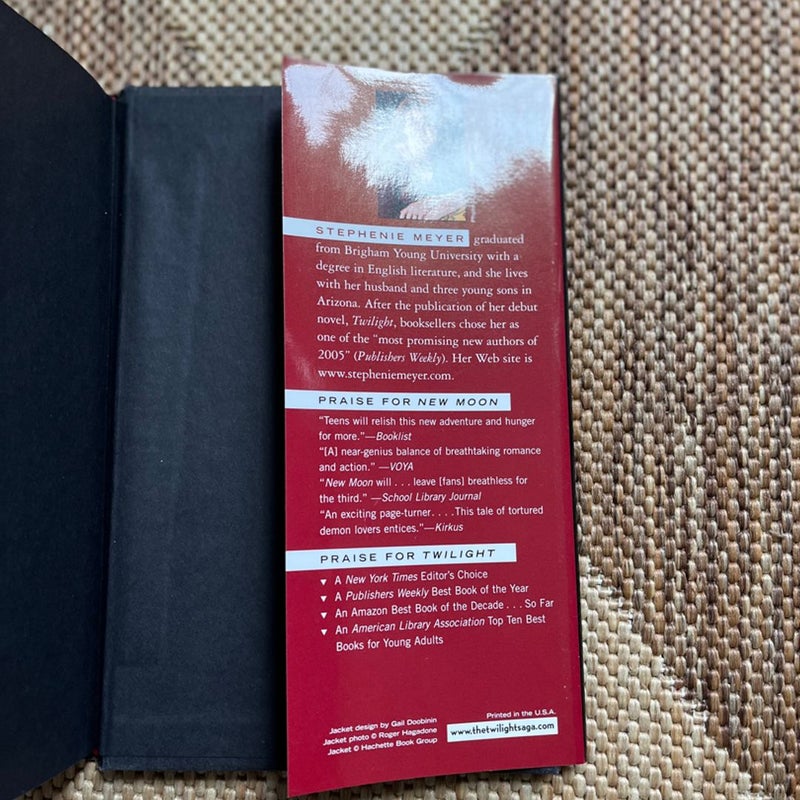 STEPHENIE MEYER graduated
from Brigham Young University with a
degree in English literature, and she lives
with her husband and three young sons in
Arizona. After the publication of her debut
novel, Twilight, booksellers chose her as
one of the "most promising new authors of
2005" (Publishers Weekly). Her Web site is
www.stepheniemeyer.com.
PRAISE FOR NEW MOON
"Teens will relish this new adventure and hunger
for more."—Booklist
"[A] near-genius balance of breathtaking romance
and action." —VOYA
"New Moon will . . . leave [fans] breathless for
the third." —School Library Journal
"An exciting page-turner. . . .This tale of tortured
demon lovers entices."—Kirkus
PRAISE FOR TWILIGHT
▼ A New York Times Editor's Choice
▼ A Publishers Weekly Best Book of the Year
▼ An Amazon Best Book of the Decade . . . So Far
▼ An American Library Association Top Ten Best
Books for Young Adults
Jacket design by Gail Doobinin
Jacket photo © Roger Hagadone
Jacket © Hachette Book Group
Printed in the U.S.A.
www.thetwilightsaga.com